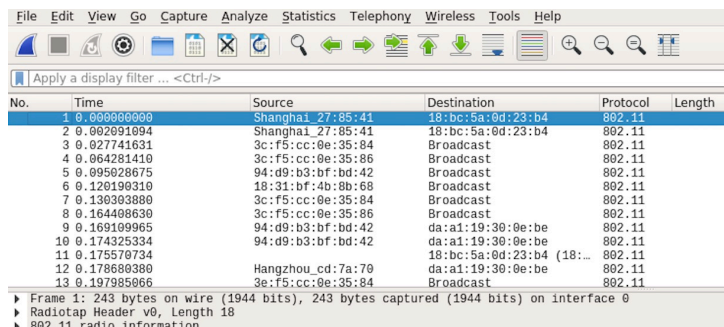 File Edit View Go Capture Analyze Statistics Telephony Wireless Tools Help
Apply a display filter ... <Ctrl-/>
No. Time Source Destination Protocol Length
1 0.000000000 Shanghai_27:85:41 18:bc:5a:0d:23:b4 802.11
2 0.002091094 Shanghai_27:85:41 18:bc:5a:0d:23:b4 802.11
3 0.027741631 3c:f5:cc:0e:35:84 Broadcast 802.11
4 0.064281410 3c:f5:cc:0e:35:86 Broadcast 802.11
5 0.095028675 94:d9:b3:bf:bd:42 Broadcast 802.11
6 0.120190310 18:31:bf:4b:8b:68 Broadcast 802.11
7 0.130303880 3c:f5:cc:0e:35:84 Broadcast 802.11
8 0.164408630 3c:f5:cc:0e:35:86 Broadcast 802.11
9 0.169109965 94:d9:b3:bf:bd:42 da:a1:19:30:0e:be 802.11
10 0.174325334 94:d9:b3:bf:bd:42 da:a1:19:30:0e:be 802.11
11 0.175570734 18:bc:5a:0d:23:b4 (18:… 802.11
12 0.178680380 Hangzhou_cd:7a:70 da:a1:19:30:0e:be 802.11
13 0.197985066 3e:f5:cc:0e:35:84 Broadcast 802.11
Frame 1: 243 bytes on wire (1944 bits), 243 bytes captured (1944 bits) on interface 0
Radiotap Header v0, Length 18
802.11 radio information